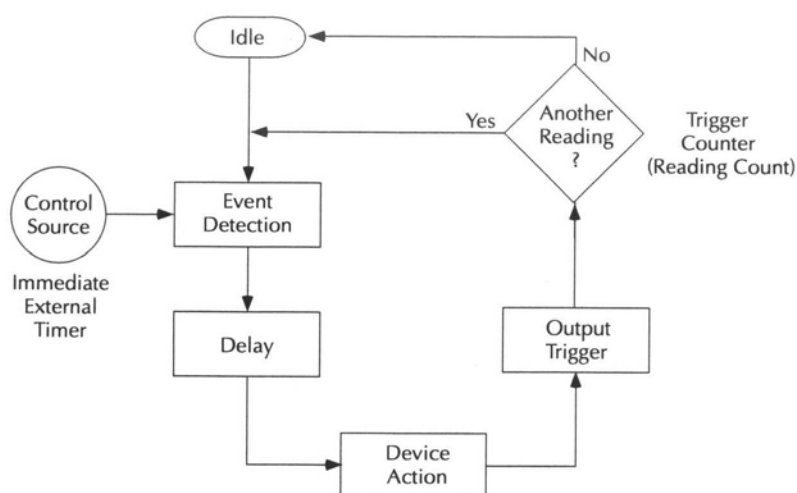 Idle
No
Yes
Another
Reading
?
Trigger
Counter
(Reading Count)
Control
Source
Event
Detection
Immediate
External
Timer
Delay
Output
Trigger
Device
Action